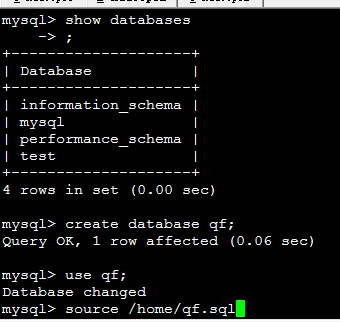 mysql> show databases
    -> ;
+--------------------+
| Database           |
+--------------------+
| information_schema |
| mysql              |
| performance_schema |
| test               |
+--------------------+
4 rows in set (0.00 sec)
mysql> create database qf;
Query OK, 1 row affected (0.06 sec)
mysql> use qf;
Database changed
mysql> source /home/qf.sql